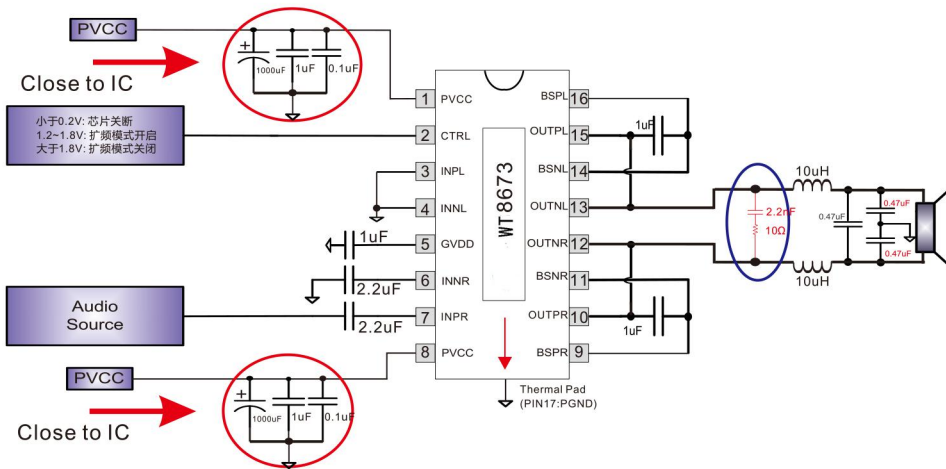 PVCC
Close to IC
1000uF
1uF
0.1uF
小于0.2V: 芯片关断
1.2~1.8V: 扩频模式开启
大于1.8V: 扩频模式关闭
Audio
Source
PVCC
Close to IC
1000uF
1uF
0.1uF
1uF
2.2uF
2.2uF
1 PVCC
2 CTRL
3 INPL
4 INNL
5 GVDD
6 INNR
7 INPR
8 PVCC
WT8673
BSPL 16
OUTPL 15
BSNL 14
OUTNL 13
OUTNR 12
BSNR 11
OUTPR 10
BSPR 9
Thermal Pad
(PIN17:PGND)
1uF
1uF
2.2nF
10Ω
10uH
10uH
0.47uF
0.47uF
0.47uF